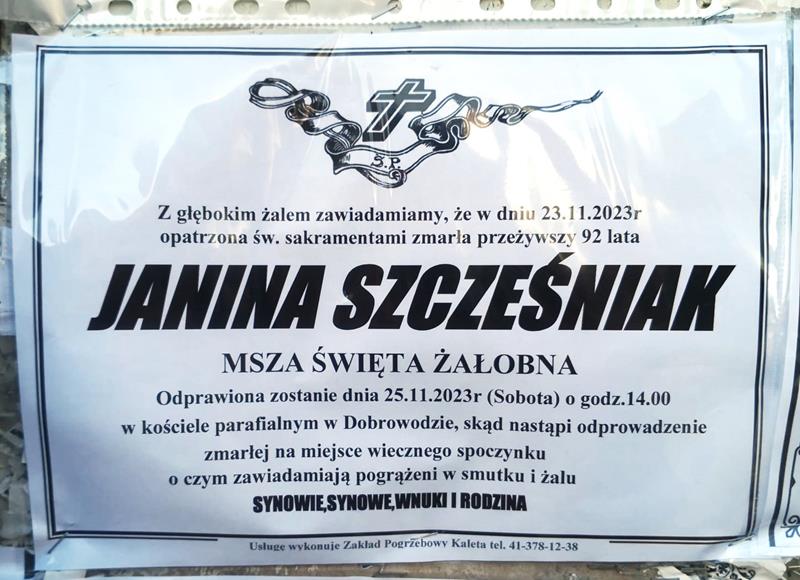 Ś.P.
Z głębokim żalem zawiadamiamy, że w dniu 23.11.2023r
opatrzona św. sakramentami zmarła przeżywszy 92 lata
JANINA SZCZEŚNIAK
MSZA ŚWIĘTA ŻAŁOBNA
Odprawiona zostanie dnia 25.11.2023r (Sobota) o godz.14.00
w kościele parafialnym w Dobrowodzie, skąd nastąpi odprowadzenie
zmarłej na miejsce wiecznego spoczynku
o czym zawiadamiają pogrążeni w smutku i żalu
SYNOWIE,SYNOWE,WNUKI I RODZINA
Usługę wykonuje Zakład Pogrzebowy Kaleta tel. 41-378-12-38